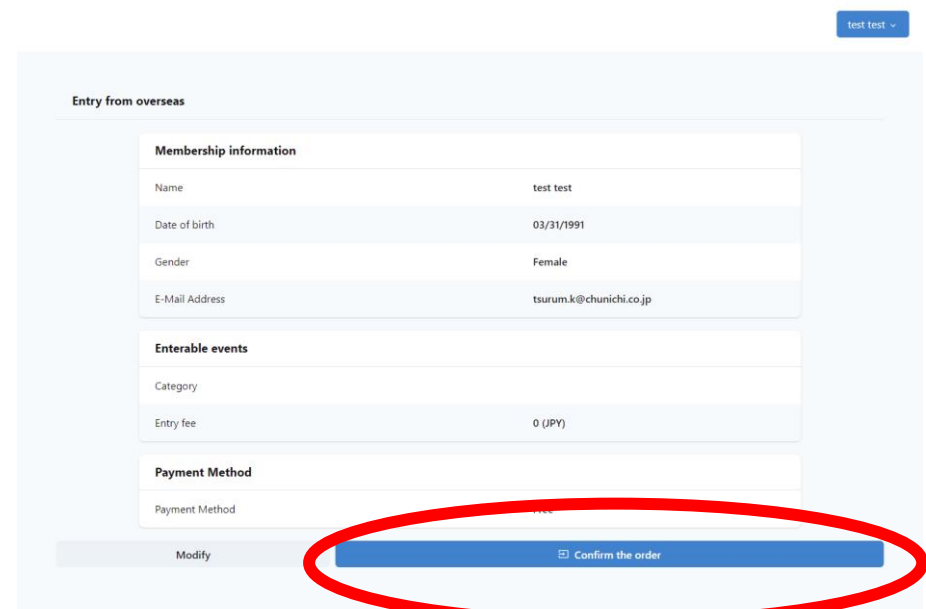 test test
Entry from overseas
Membership information
Name test test
Date of birth 03/31/1991
Gender Female
E-Mail Address tsurum.k@chunichi.co.jp
Enterable events
Category
Entry fee 0 (JPY)
Payment Method
Payment Method
Modify Confirm the order